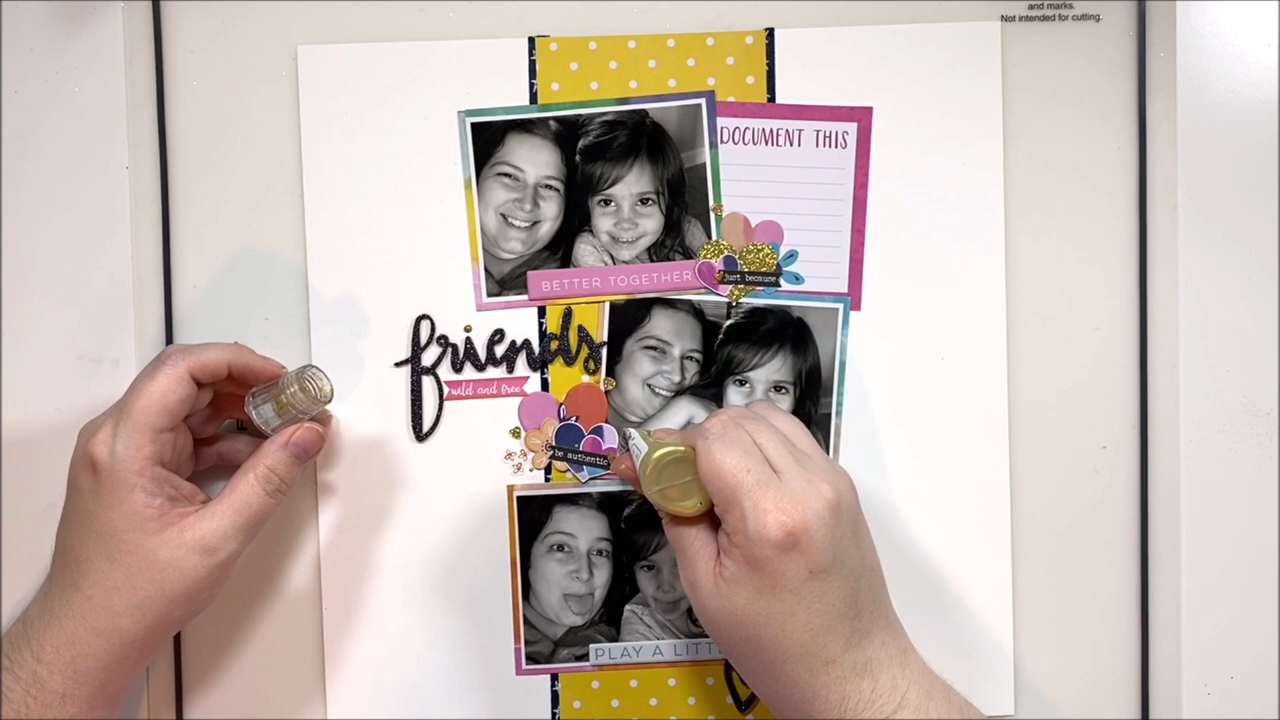 and marks.
Not intended for cutting.
DOCUMENT THIS
BETTER TOGETHER
just because
friends
wild and free
be authentic
PLAY A